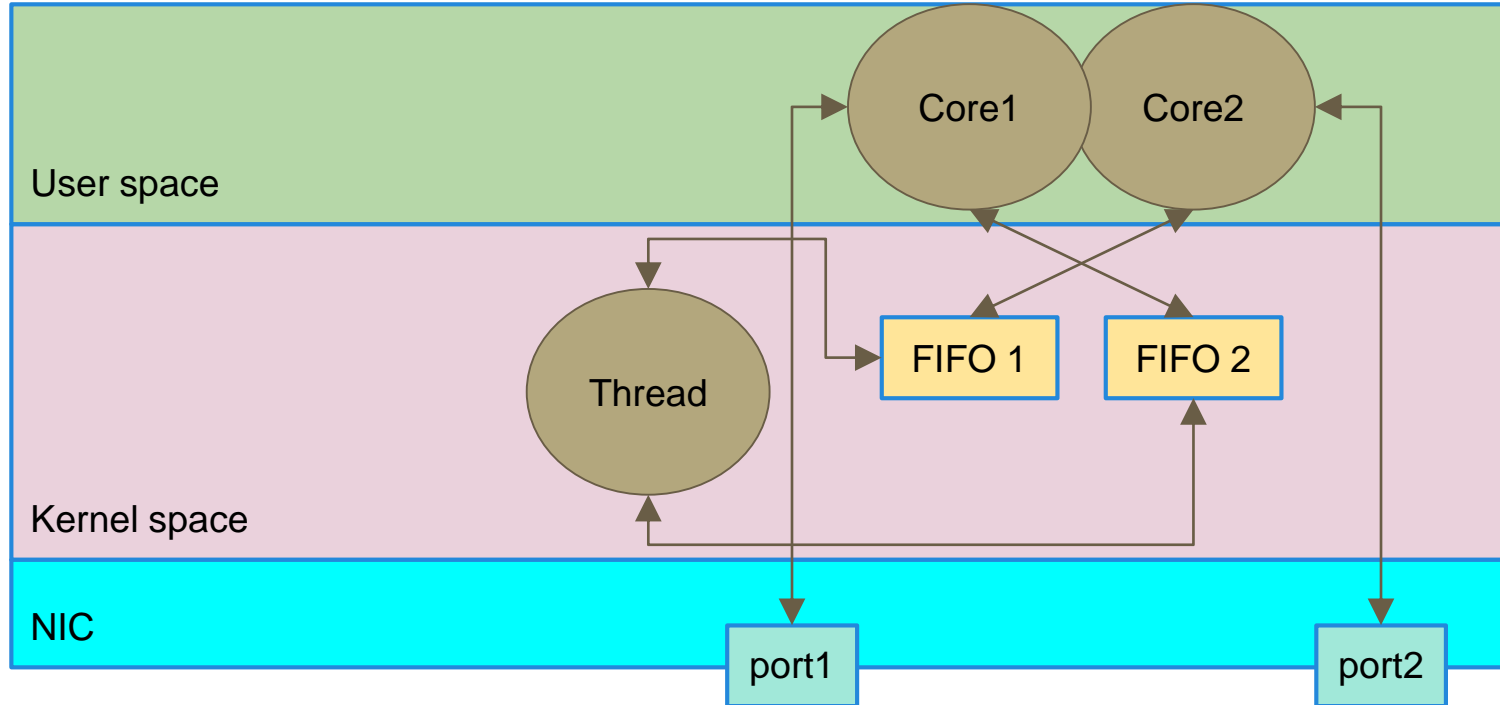 Core1
Core2
User space
FIFO 1
FIFO 2
Thread
Kernel space
NIC
port1
port2